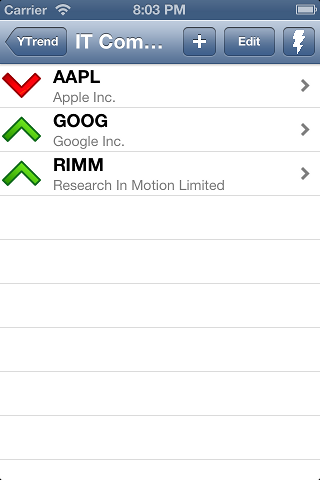 Carrier 8:03 PM
YTrend IT Com... + Edit
AAPL
Apple Inc.
GOOG
Google Inc.
RIMM
Research In Motion Limited